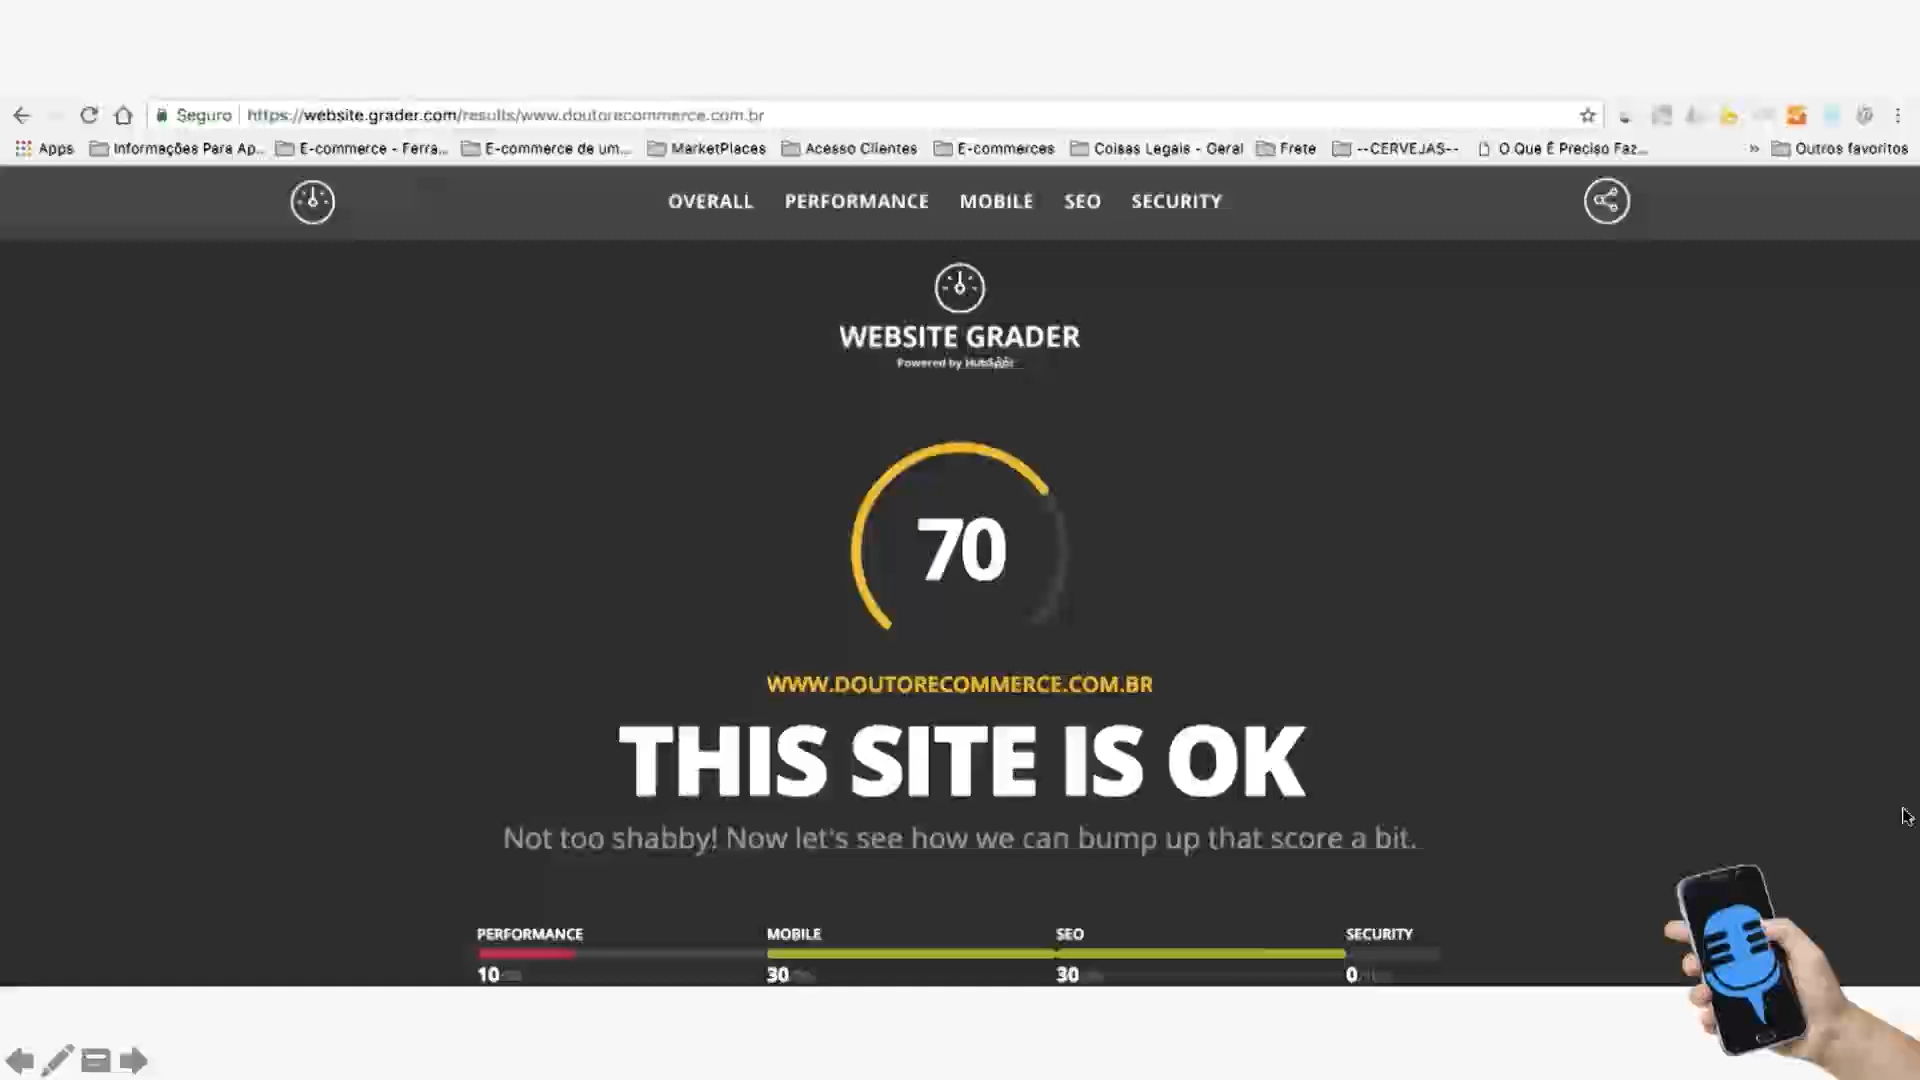 Seguro https://website.grader.com/results/www.doutorecommerce.com.br
Apps Informações Para Ap... E-commerce - Ferra... E-commerce de um... MarketPlaces Acesso Clientes E-commerces Coisas Legais - Geral Frete --CERVEJAS-- O Que É Preciso Faz... » Outros favoritos
OVERALL PERFORMANCE MOBILE SEO SECURITY
WEBSITE GRADER
Powered by HubSpot
70
WWW.DOUTORECOMMERCE.COM.BR
THIS SITE IS OK
Not too shabby! Now let's see how we can bump up that score a bit.
PERFORMANCE MOBILE SEO SECURITY
10 30 30 0